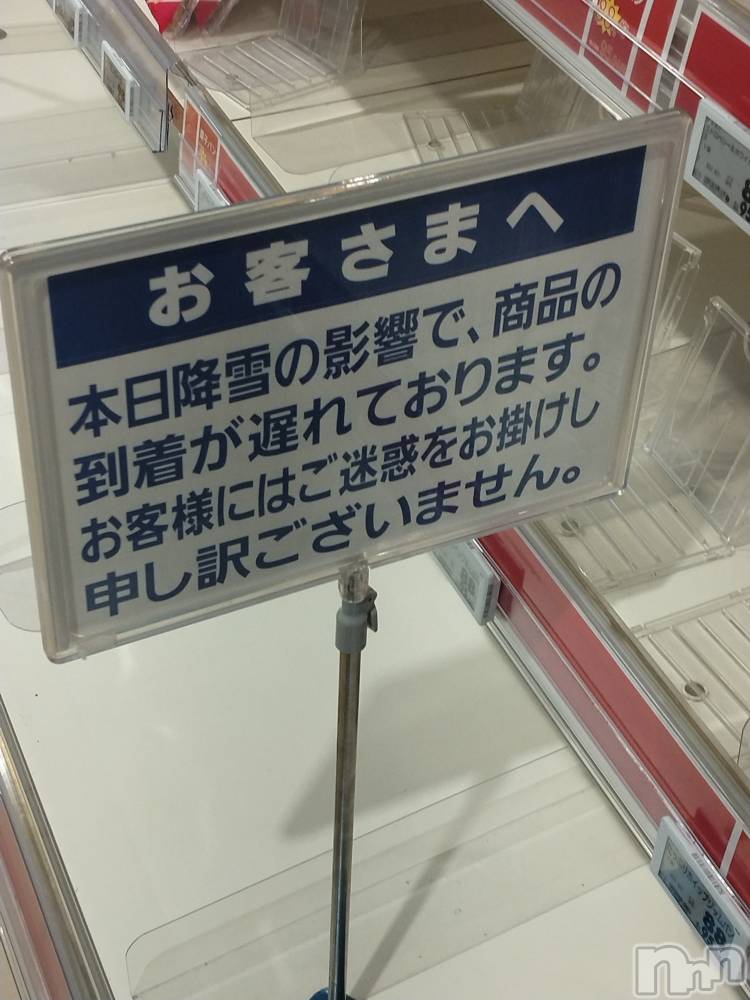 お客さまへ
本日降雪の影響で、商品の
到着が遅れております。
お客様にはご迷惑をお掛けし
申し訳ございません。
nnn